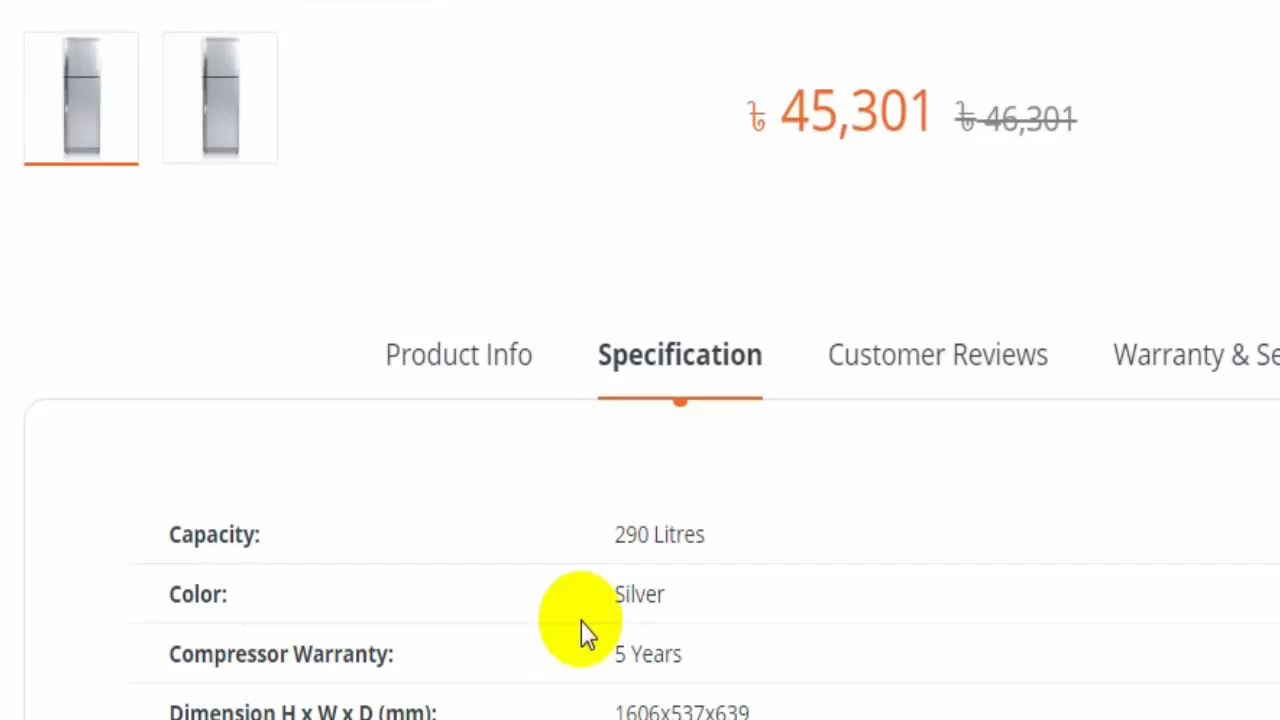 ৳ 45,301 ৳ 46,301
Product Info Specification Customer Reviews Warranty & Se
Capacity: 290 Litres
Color: Silver
Compressor Warranty: 5 Years
Dimension H x W x D (mm): 1606x537x639